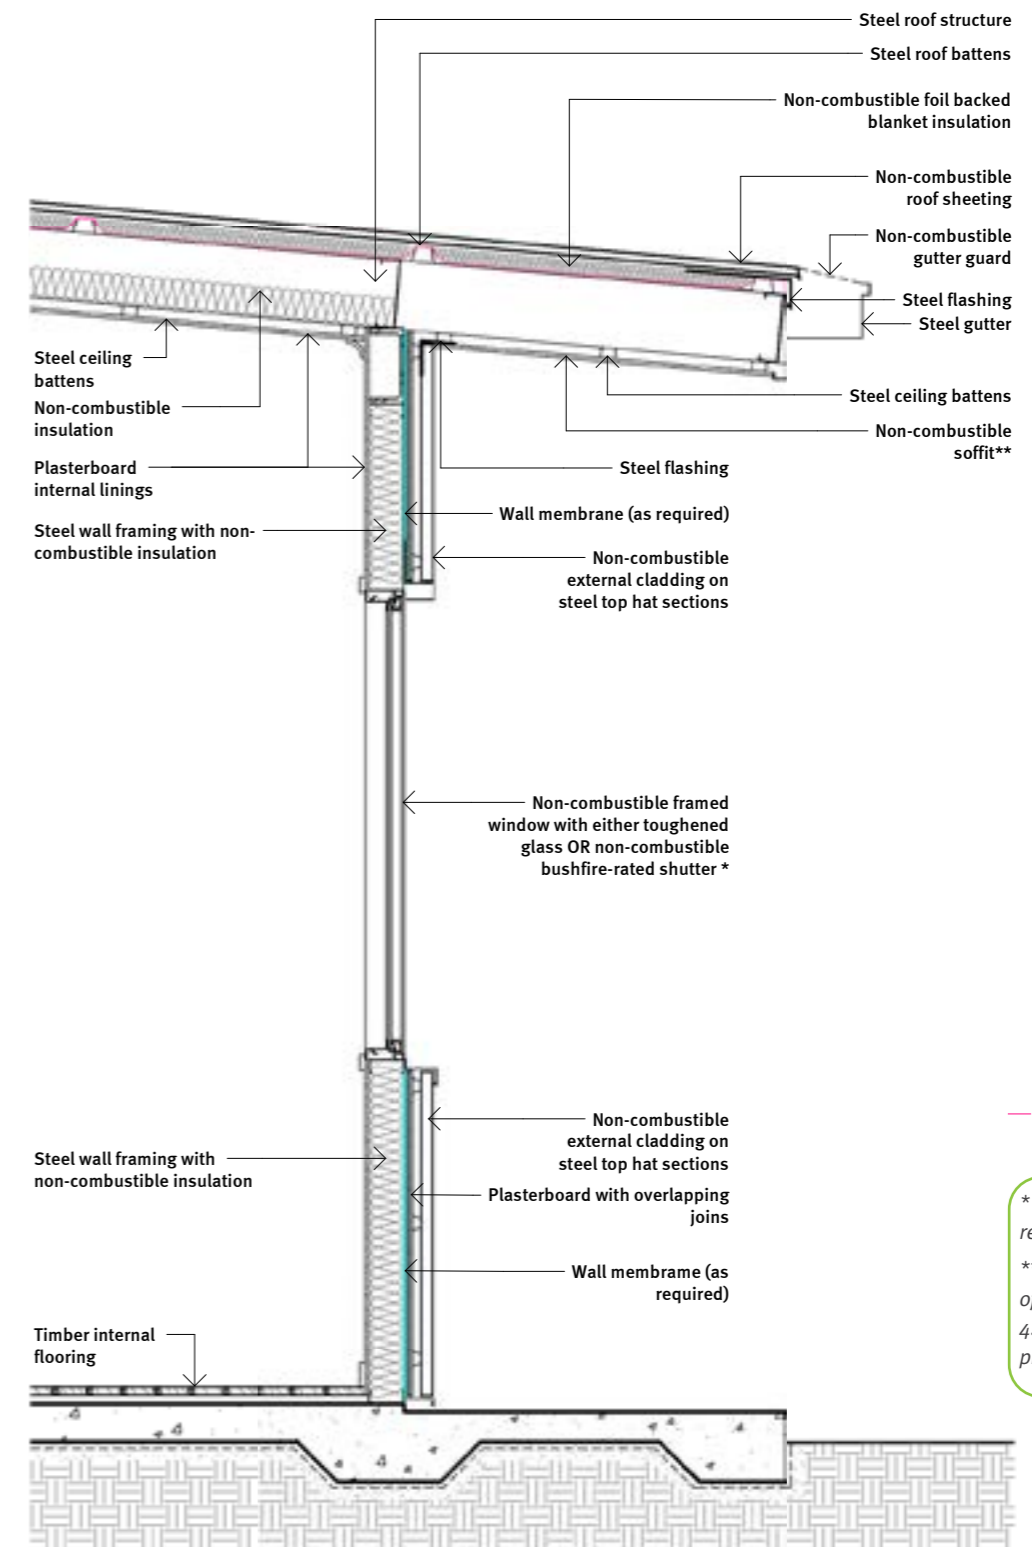 Steel roof structure
Steel roof battens
Non-combustible foil backed
blanket insulation
Non-combustible
roof sheeting
Non-combustible
gutter guard
Steel flashing
Steel gutter
Steel ceiling
battens
Non-combustible
insulation
Plasterboard
internal linings
Steel wall framing with non-
combustible insulation
Steel ceiling battens
Non-combustible
soffit**
Steel flashing
Wall membrane (as required)
Non-combustible
external cladding on
steel top hat sections
Non-combustible framed
window with either toughened
glass OR non-combustible
bushfire-rated shutter *
Non-combustible
external cladding on
steel top hat sections
Steel wall framing with
non-combustible insulation
Plasterboard with overlapping
joins
Wall membrame (as
required)
Timber internal
flooring
*
re